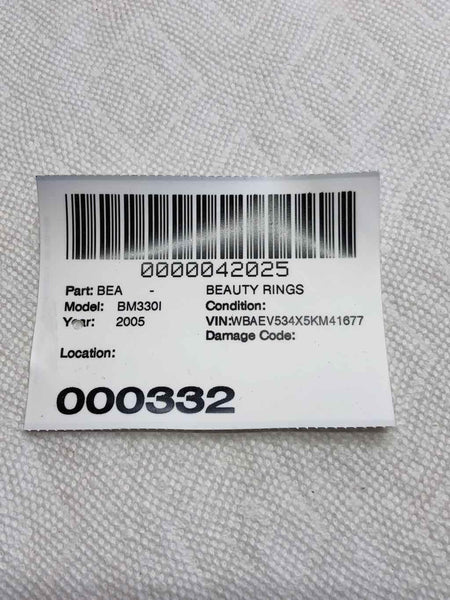 0000042025
Part: BEA - BEAUTY RINGS
Model: BM330I Condition:
Year: 2005 VIN:WBAEV534X5KM41677
Damage Code:
Location:
000332